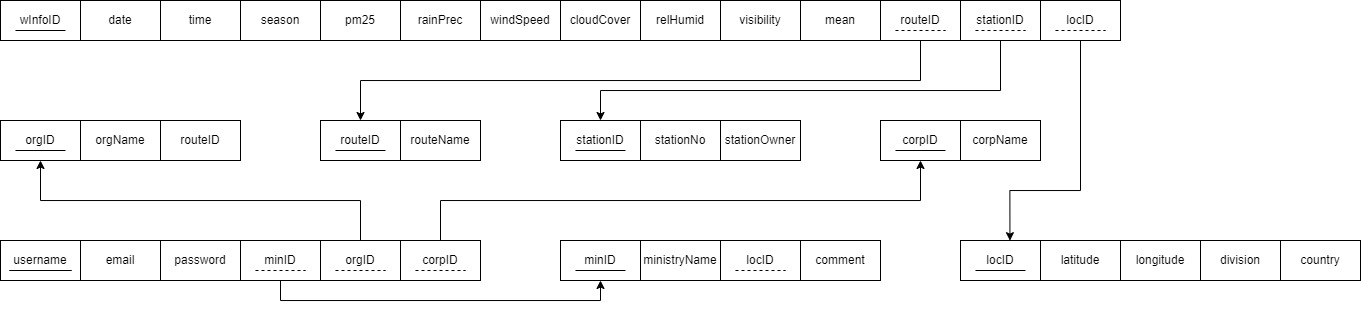 wInfoID date time season pm25 rainPrec windSpeed cloudCover relHumid visibility mean routeID stationID locID
orgID orgName routeID routeID routeName stationID stationNo stationOwner corpID corpName
username email password minID orgID corpID minID ministryName locID comment locID latitude longitude division country